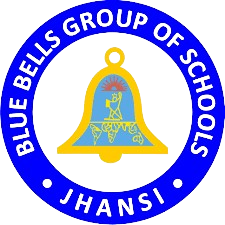 BLUE BELLS GROUP OF SCHOOLS
• JHANSI •